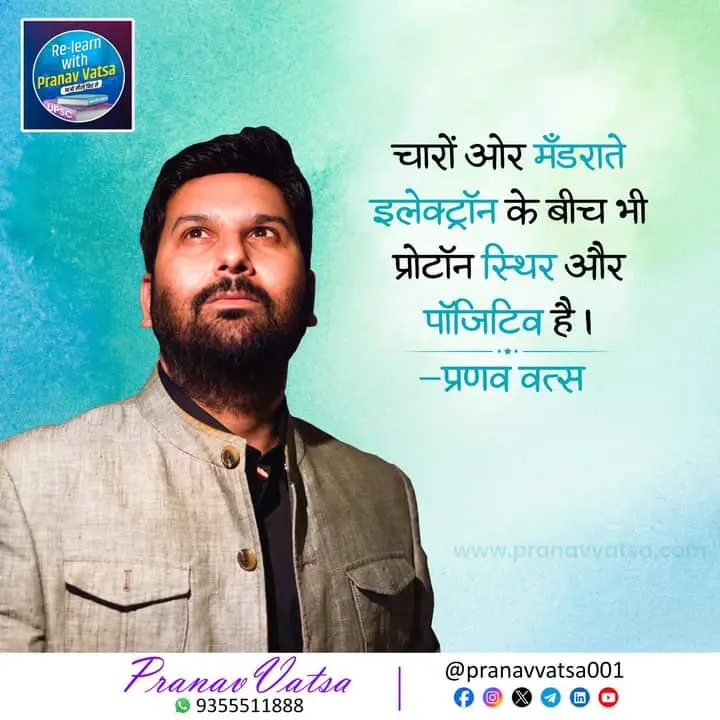 Re-learn
with
Pranav Vatsa
UPSC
चारों ओर मँडराते
इलेक्ट्रॉन के बीच भी
प्रोटॉन स्थिर और
पॉजिटिव है।
–प्रणव वत्स
www.pranavvatsa.com
Pranav Vatsa
9355511888
@pranavvatsa001